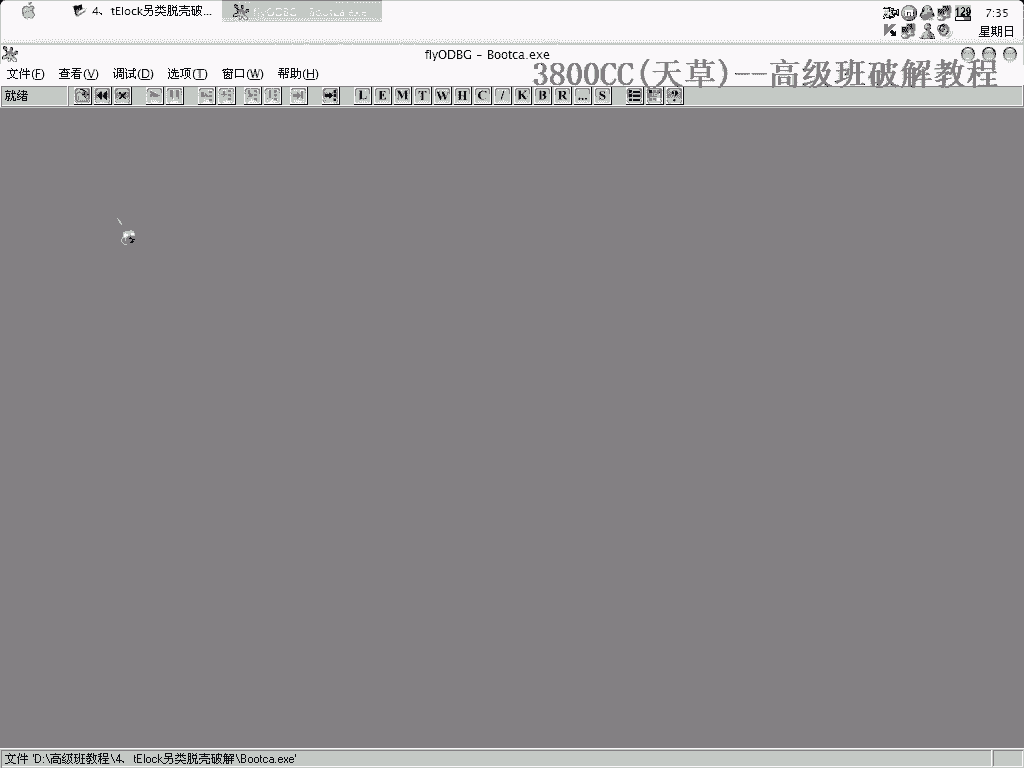 4、tElock另类脱壳破...
flyODBG - Bootca.exe
129
7:35
星期日
flyODBG - Bootca.exe
文件(F) 查看(V) 调试(D) 选项(T) 窗口(W) 帮助(H)
3800CC(天草)--高级班破解教程
就绪
L E M T W H C / K B R ... S
?
文件 'D:\高级班教程\4、tElock另类脱壳破解\Bootca.exe'